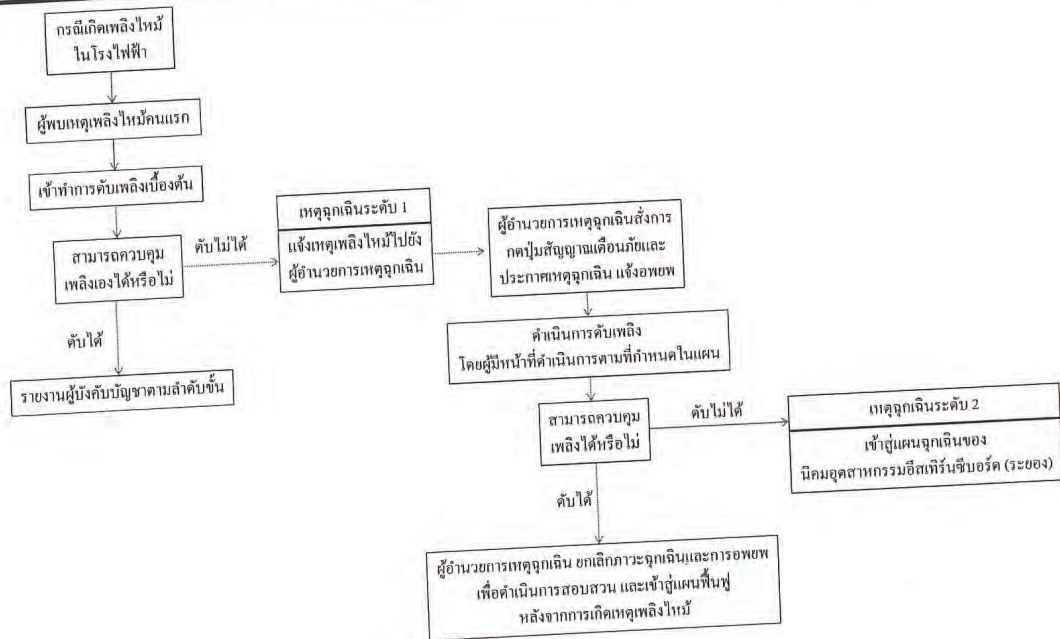 กรณีเกิดเพลิงไหม้
ในโรงไฟฟ้า
ผู้พบเหตุเพลิงไหม้คนแรก
เข้าทำการดับเพลิงเบื้องต้น
สามารถควบคุม
เพลิงเองได้หรือไม่
ดับไม่ได้
ดับได้
รายงานผู้บังคับบัญชาตามลำดับขั้น
เหตุฉุกเฉินระดับ 1
แจ้งเหตุเพลิงไหม้ไปยัง
ผู้อำนวยการเหตุฉุกเฉิน
ผู้อำนวยการเหตุฉุกเฉินสั่งการ
กดปุ่มสัญญาณเตือนภัยและ
ประกาศเหตุฉุกเฉิน แจ้งอพยพ
ดำเนินการดับเพลิง
โดยผู้มีหน้าที่ดำเนินการตามที่กำหนดในแผน
สามารถควบคุม
เพลิงได้หรือไม่
ดับไม่ได้
เหตุฉุกเฉินระดับ 2
เข้าสู่แผนฉุกเฉินของ
นิคมอุตสาหกรรมอีสเทิร์นซีบอร์ด (ระยอง)
ดับได้
ผู้อำนวยการเหตุฉุกเฉิน ยกเลิกภาวะฉุกเฉินและการอพยพ
เพื่อดำเนินการสอบสวน และเข้าสู่แผนฟื้นฟู
หลังจากการเกิดเหตุเพลิงไหม้